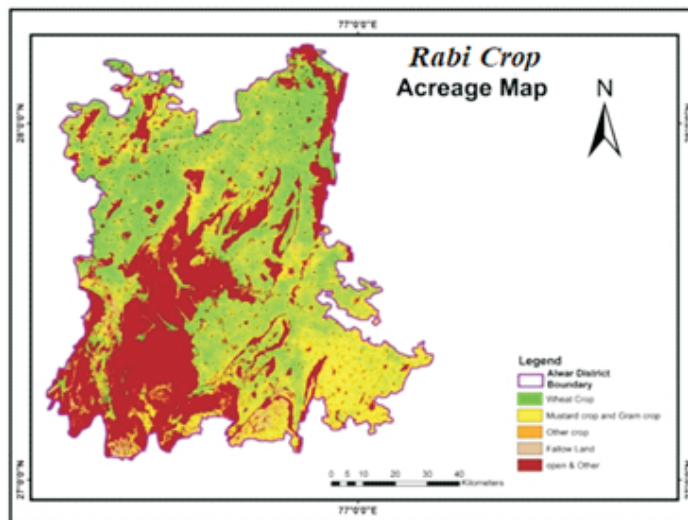 77°0'0"E
Rabi Crop
Acreage Map
N
28°0'0"N
Legend
Alwar District
Boundary
Wheat Crop
Mustard crop and Gram crop
Other crop
Fallow Land
open & Other
0 5 10 20 30 40
Kilometers
27°0'0"N
77°0'0"E